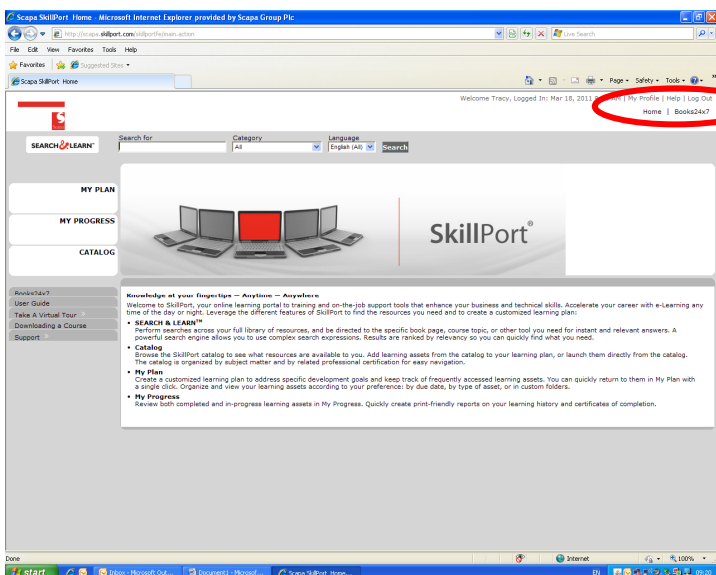 Scapa SkillPort Home - Microsoft Internet Explorer provided by Scapa Group Plc
http://scapa.skillport.com/skillportfe/main.action
Live Search
File Edit View Favorites Tools Help
Favorites Suggested Sites
Scapa SkillPort Home
Page Safety Tools
Welcome Tracy, Logged In: Mar 18, 2011 AM | My Profile | Help | Log Out
Home | Books24x7
SEARCH & LEARN™
Search for Category Language
All English (All) Search
MY PLAN
MY PROGRESS
CATALOG
SkillPort®
Books24x7
User Guide
Take A Virtual Tour »
Downloading a Course
Support »
Knowledge at your fingertips — Anytime — Anywhere
Welcome to SkillPort, your online learning portal to training and on-the-job support tools that enhance your business and technical skills. Accelerate your career with e-Learning any
time of the day or night. Leverage the different features of SkillPort to find the resources you need and to create a customized learning plan:
• SEARCH & LEARN™
Perform searches across your full library of resources, and be directed to the specific book page, course topic, or other tool you need for instant and relevant answers. A
powerful search engine allows you to use complex search expressions. Results are ranked by relevancy so you can quickly find what you need.
• Catalog
Browse the SkillPort catalog to see what resources are available to you. Add learning assets from the catalog to your learning plan, or launch them directly from the catalog.
The catalog is organized by subject matter and by related professional certification for easy navigation.
• My Plan
Create a customized learning plan to address specific development goals and keep track of frequently accessed learning assets. You can quickly return to them in My Plan with
a single click. Organize and view your learning assets according to your preference: by due date, by type of asset, or in custom folders.
• My Progress
Review both completed and in-progress learning assets in My Progress. Quickly create print-friendly reports on your learning history and certificates of completion.
Done Internet 100%
start Inbox - Microsoft Out... Document1 - Microsof... Scapa SkillPort Home... EN 09:20